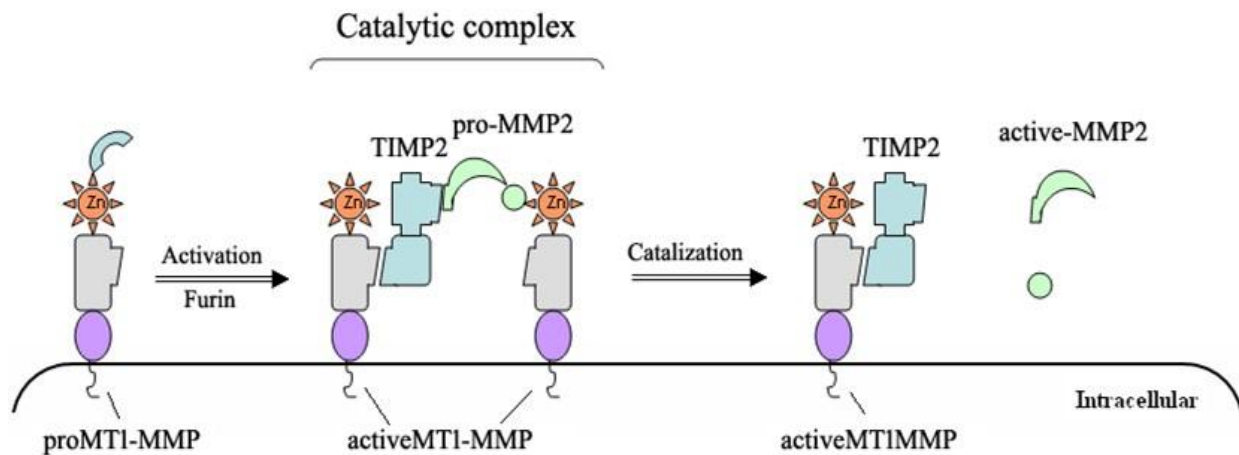 Catalytic complex
pro-MMP2
TIMP2
TIMP2
active-MMP2
Zn
Zn
Zn
Zn
Activation
Furin
Catalization
Intracellular
proMT1-MMP
activeMT1-MMP
activeMT1MMP